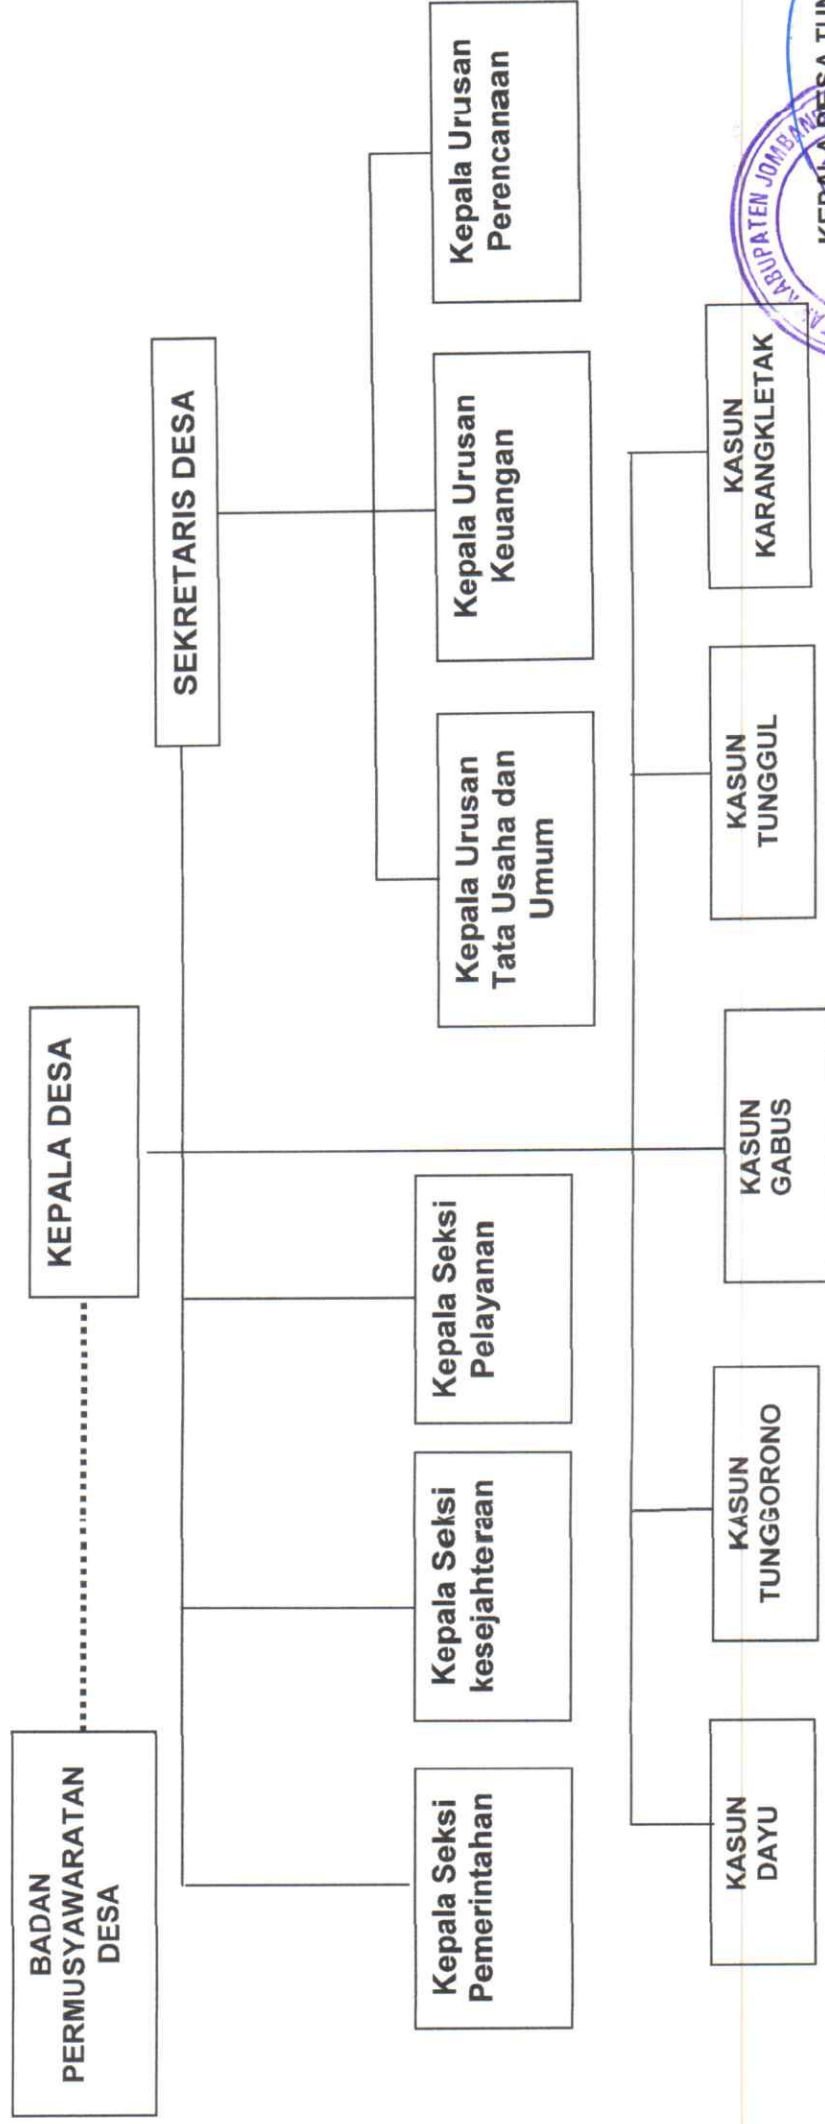 BADAN
PERMUSYAWARATAN
DESA
KEPALA DESA
SEKRETARIS DESA
Kepala Seksi
Pemerintahan
Kepala Seksi
kesejahteraan
Kepala Seksi
Pelayanan
Kepala Urusan
Tata Usaha dan
Umum
Kepala Urusan
Keuangan
Kepala Urusan
Perencanaan
KASUN
DAYU
KASUN
TUNGGORONO
KASUN
GABUS
KASUN
TUNGGUL
KASUN
KARANGKLETAK
KABUPATEN JOMBANG
KEPALA DESA